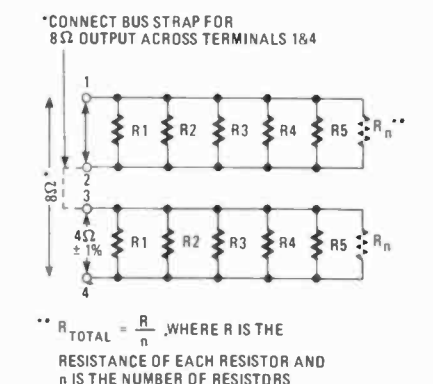 *CONNECT BUS STRAP FOR
8Ω OUTPUT ACROSS TERMINALS 1&4
1
R1 R2 R3 R4 R5 Rn**
2
8Ω*
3
4Ω
± 1%
R1 R2 R3 R4 R5 Rn
4
** RTOTAL = R/n ,WHERE R IS THE
RESISTANCE OF EACH RESISTOR AND
n IS THE NUMBER OF RESISTORS